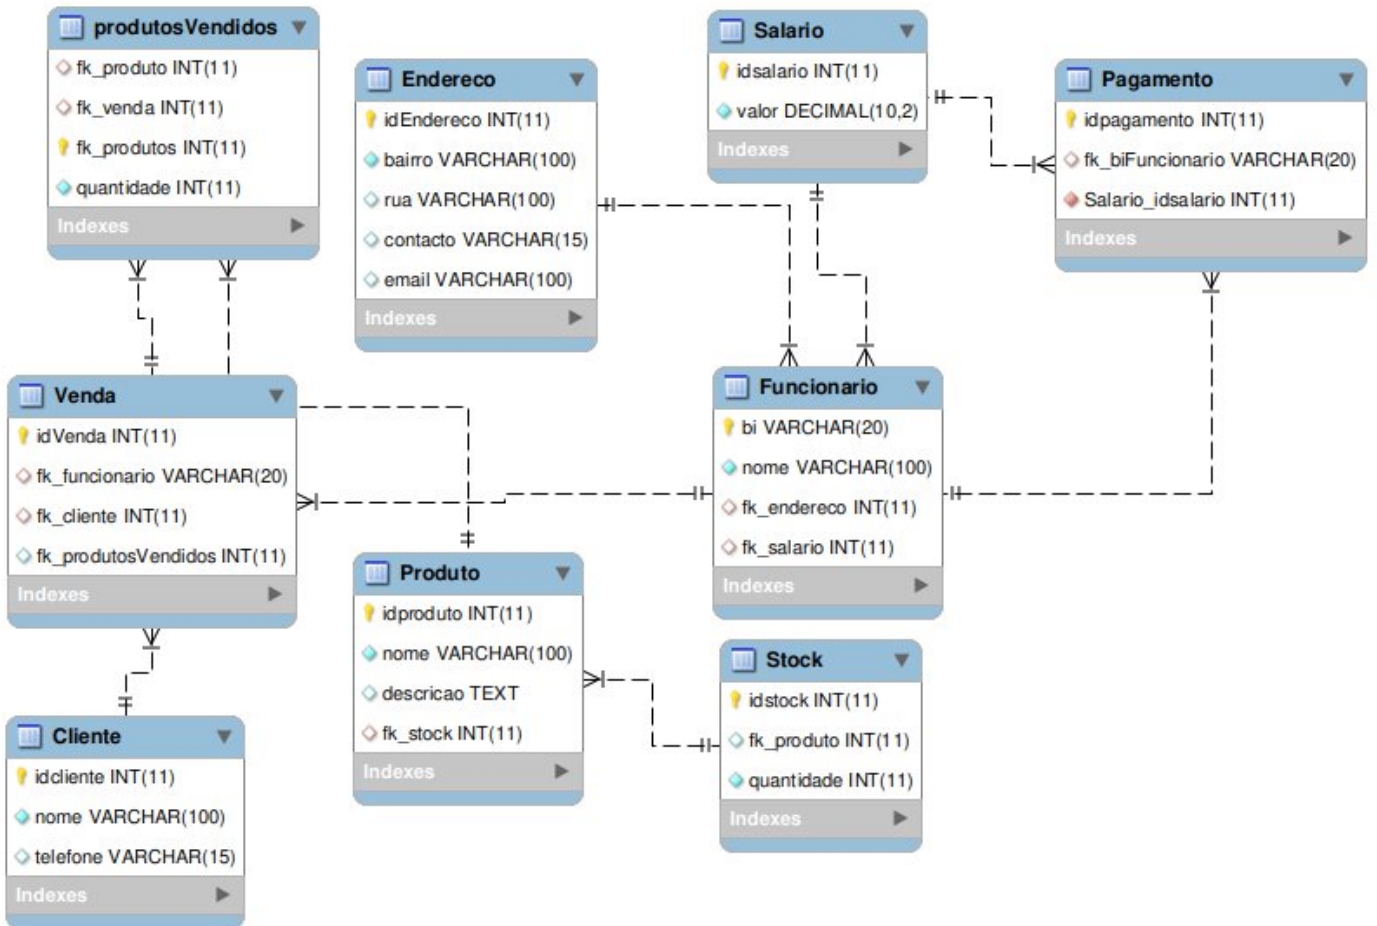 produtosVendidos
fk_produto INT(11)
fk_venda INT(11)
fk_produtos INT(11)
quantidade INT(11)
Indexes
Endereco
idEndereco INT(11)
bairro VARCHAR(100)
rua VARCHAR(100)
contacto VARCHAR(15)
email VARCHAR(100)
Indexes
Salario
idsalario INT(11)
valor DECIMAL(10,2)
Indexes
Pagamento
idpagamento INT(11)
fk_biFuncionario VARCHAR(20)
Salario_idsalario INT(11)
Indexes
Venda
idVenda INT(11)
fk_funcionario VARCHAR(20)
fk_cliente INT(11)
fk_produtosVendidos INT(11)
Indexes
Funcionario
bi VARCHAR(20)
nome VARCHAR(100)
fk_endereco INT(11)
fk_salario INT(11)
Indexes
Produto
idproduto INT(11)
nome VARCHAR(100)
descricao TEXT
fk_stock INT(11)
Indexes
Stock
idstock INT(11)
fk_produto INT(11)
quantidade INT(11)
Indexes
Cliente
idcliente INT(11)
nome VARCHAR(100)
telefone VARCHAR(15)
Indexes